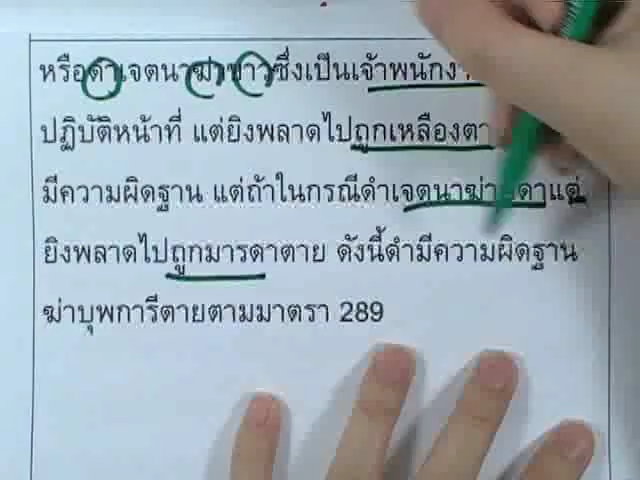 หรือดำเจตนาฆ่าขาวซึ่งเป็นเจ้าพนักง
ปฏิบัติหน้าที่ แต่ยิงพลาดไปถูกเหลืองตา
มีความผิดฐาน แต่ถ้าในกรณีดำเจตนาฆ่า ดาแต่
ยิงพลาดไปถูกมารดาตาย ดังนี้ดำมีความผิดฐาน
ฆ่าบุพการีตายตามมาตรา 289